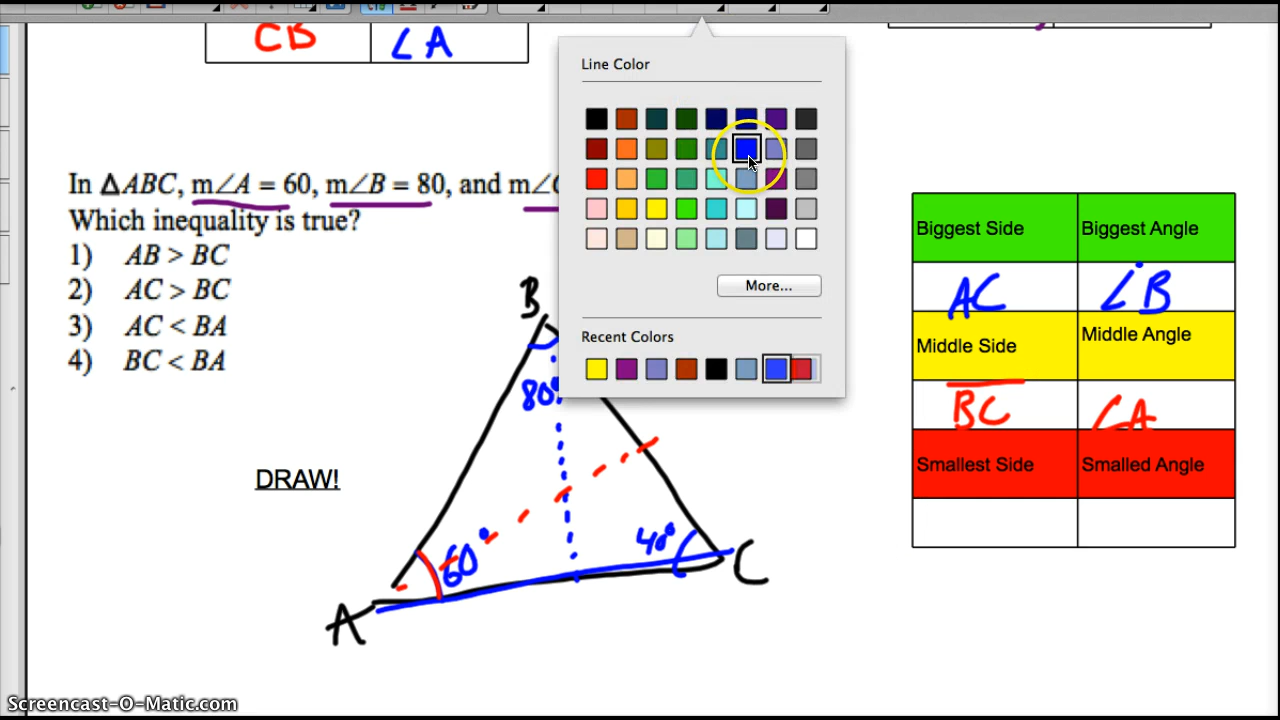 CB ∠A
Line Color
In ΔABC, m∠A = 60, m∠B = 80, and m∠
Which inequality is true?
1) AB > BC
2) AC > BC
3) AC < BA
4) BC < BA
More...
Recent Colors
Biggest Side Biggest Angle
AC ∠B
Middle Side Middle Angle
BC ∠A
Smallest Side Smalled Angle
B
80°
DRAW!
60° 40°
A C
Screencast-O-Matic.com